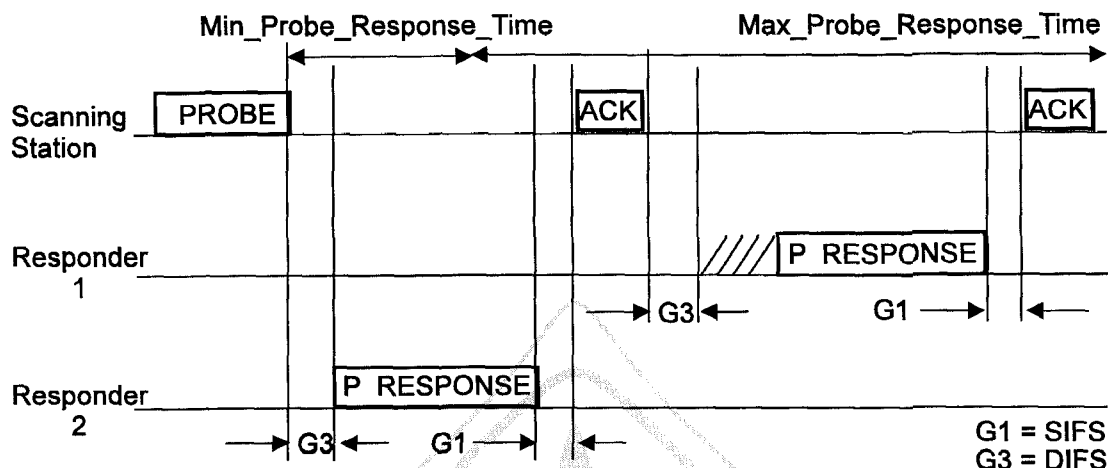 Min_Probe_Response_Time
Max_Probe_Response_Time
Scanning
Station
PROBE
ACK
ACK
Responder
1
P RESPONSE
G3
G1
Responder
2
P RESPONSE
G3
G1
G1 = SIFS
G3 = DIFS